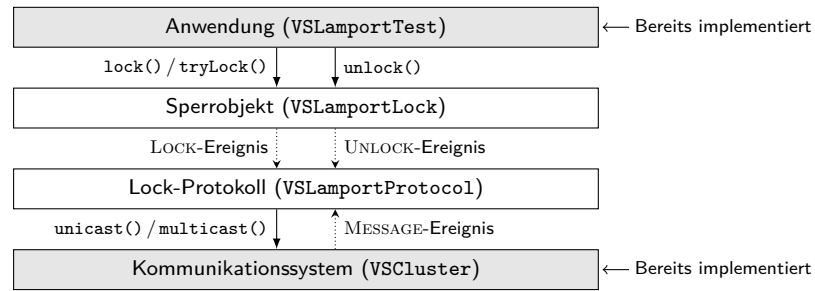 Anwendung (VSLamportTest)
Bereits implementiert
lock() / tryLock()
unlock()
Sperrobjekt (VSLamportLock)
LOCK-Ereignis
UNLOCK-Ereignis
Lock-Protokoll (VSLamportProtocol)
unicast() / multicast()
MESSAGE-Ereignis
Kommunikationssystem (VSCluster)
Bereits implementiert